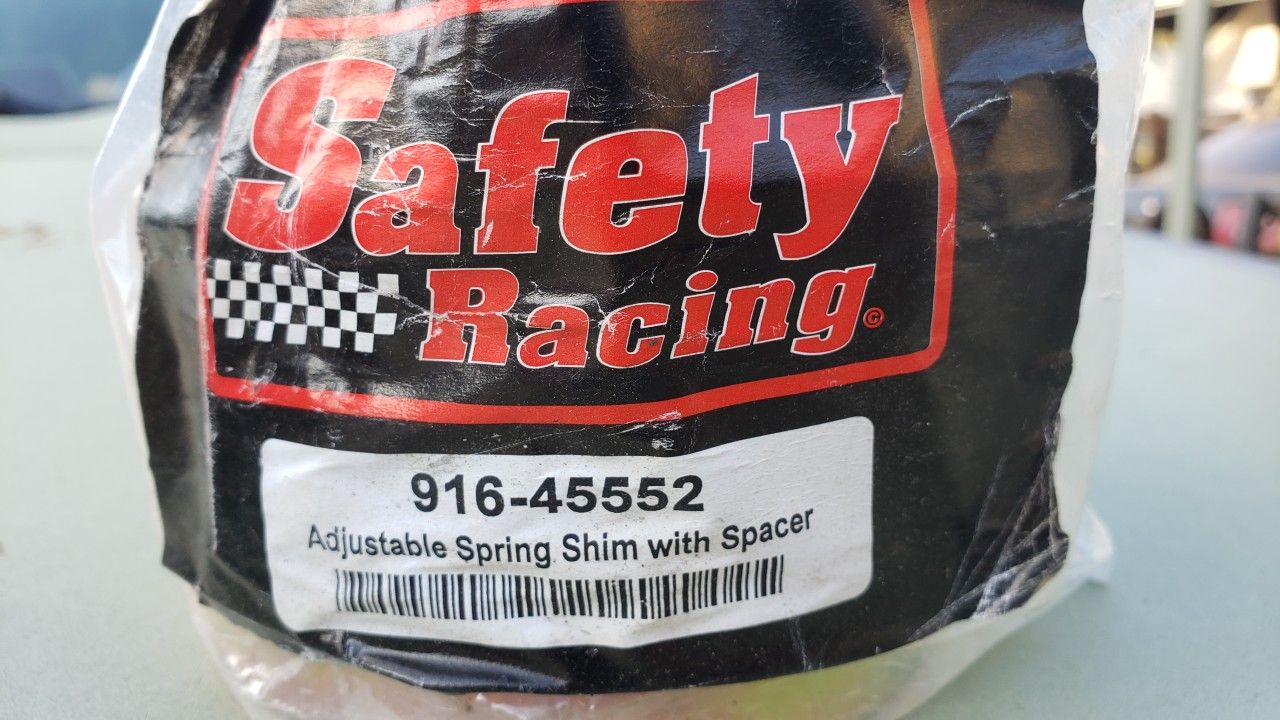 Safety
Racing©
916-45552
Adjustable Spring Shim with Spacer